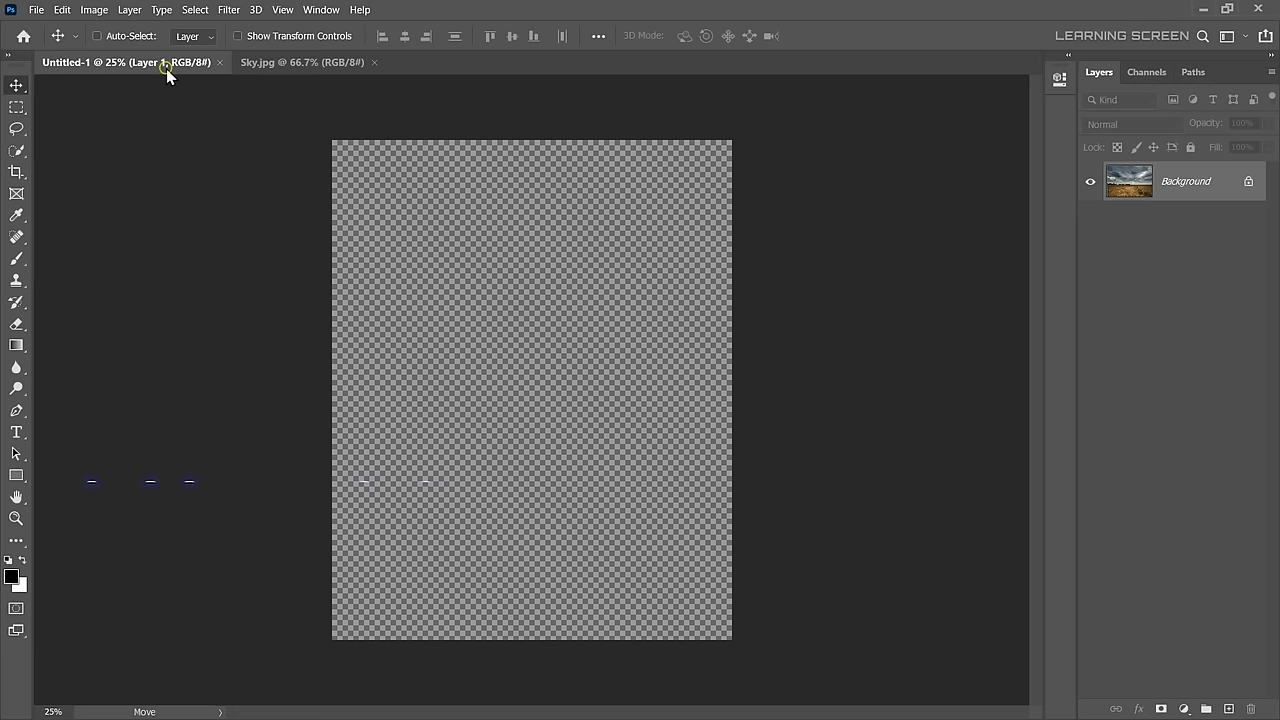 Ps File Edit Image Layer Type Select Filter 3D View Window Help
Auto-Select: Layer Show Transform Controls 3D Mode: LEARNING SCREEN
Untitled-1 @ 25% (Layer 1, RGB/8#) × Sky.jpg @ 66.7% (RGB/8#) ×
Layers Channels Paths
Kind
Normal Opacity: 100%
Lock: Fill: 100%
Background
25% Move